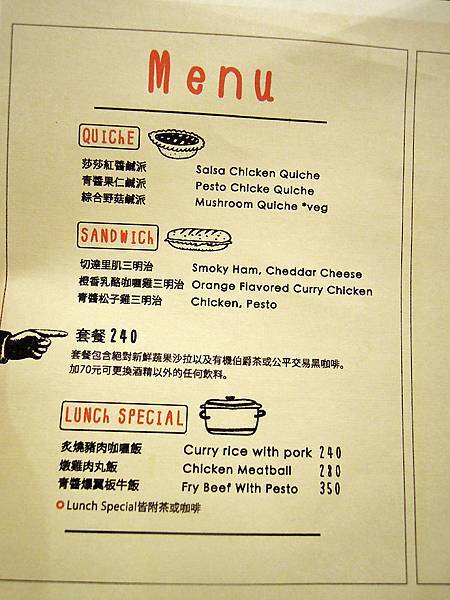 Menu
QUICHE
莎莎紅醬鹹派 Salsa Chicken Quiche
青醬果仁鹹派 Pesto Chicke Quiche
綜合野菇鹹派 Mushroom Quiche *veg
SANDWICH
切達里肌三明治 Smoky Ham, Cheddar Cheese
橙香乳酪咖喱雞三明治 Orange Flavored Curry Chicken
青醬松子雞三明治 Chicken, Pesto
套餐 240
套餐包含絕對新鮮蔬果沙拉以及有機伯爵茶或公平交易黑咖啡。
加70元可更換酒精以外的任何飲料。
LUNCH SPECIAL
炙燒豬肉咖喱飯 Curry rice with pork 240
燉雞肉丸飯 Chicken Meatball 280
青醬爆翼板牛飯 Fry Beef With Pesto 350
Lunch Special皆附茶或咖啡